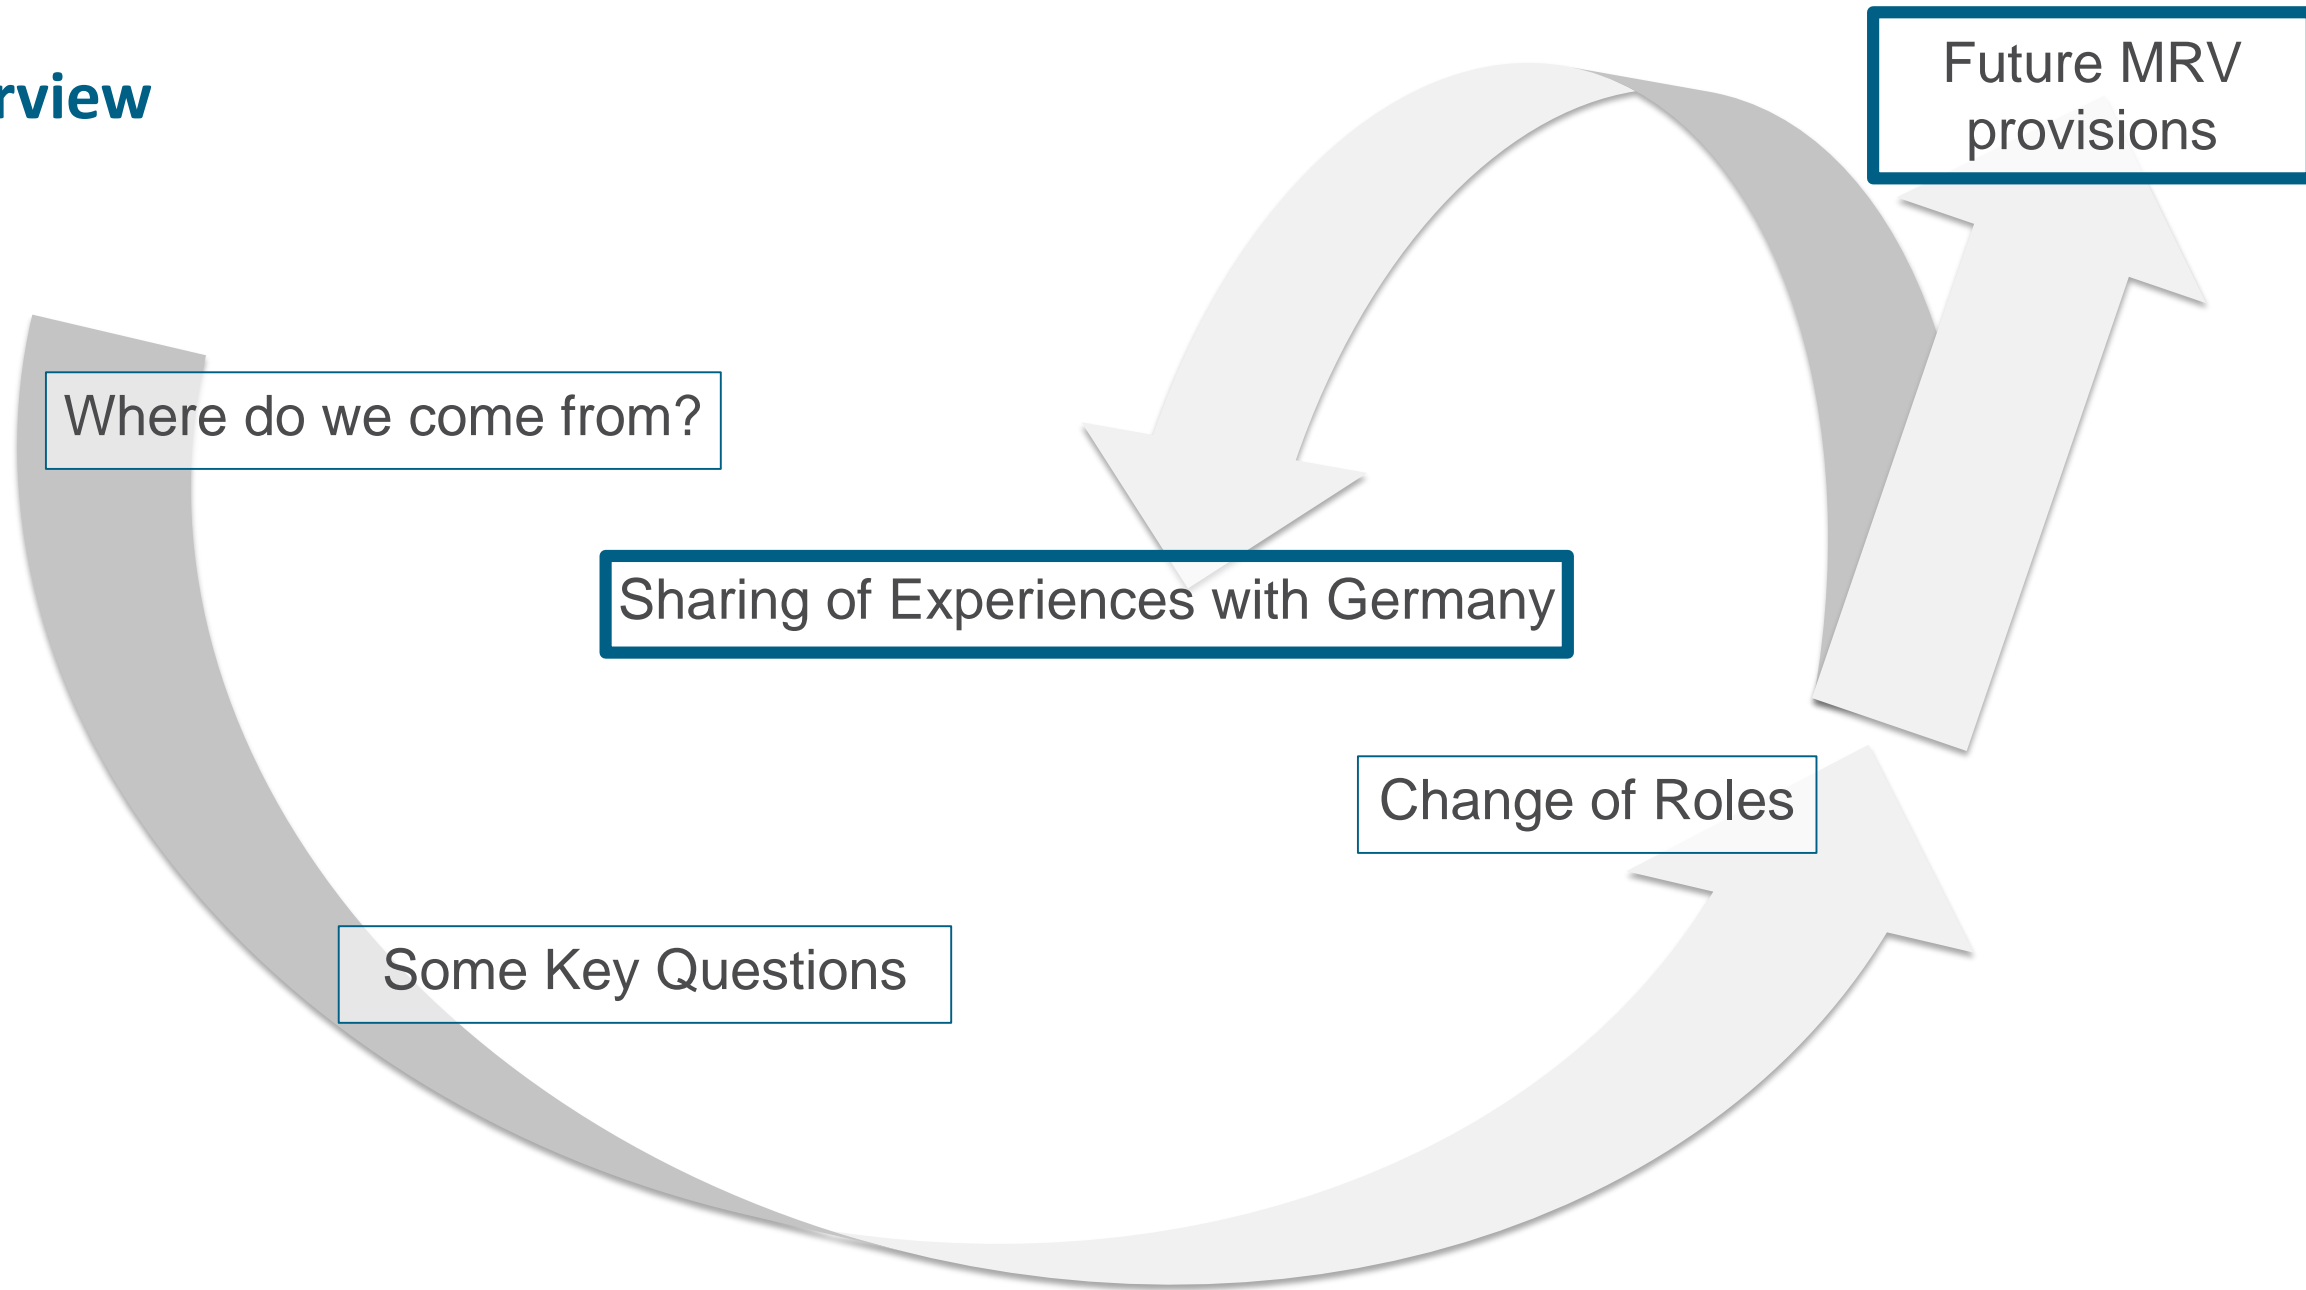 rview
Future MRV
provisions
Where do we come from?
Sharing of Experiences with Germany
Change of Roles
Some Key Questions